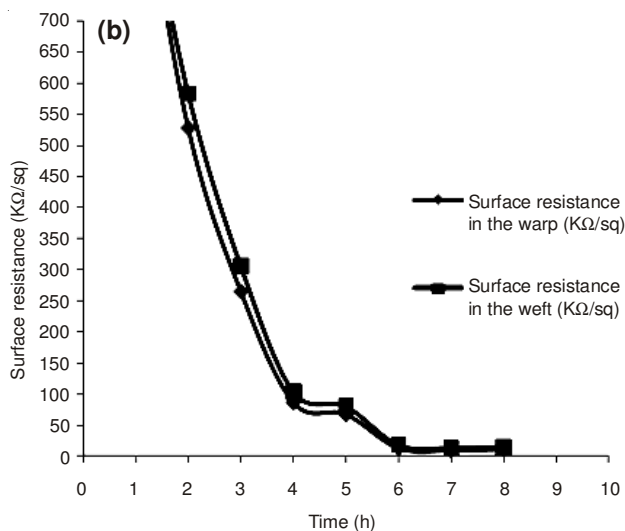 (b)
Surface resistance (KΩ/sq)
700
650
600
550
500
450
400
350
300
250
200
150
100
50
0
0 1 2 3 4 5 6 7 8 9 10
Time (h)
Surface resistance
in the warp (KΩ/sq)
Surface resistance
in the weft (KΩ/sq)